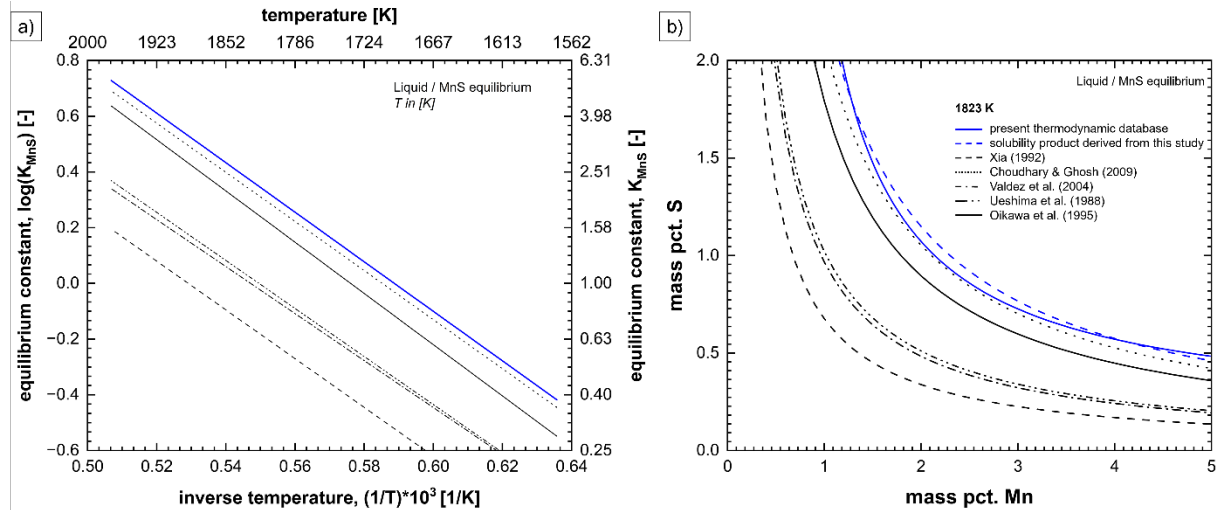 a)
temperature [K]
2000 1923 1852 1786 1724 1667 1613 1562
0.8
0.6
0.4
0.2
0.0
−0.2
−0.4
−0.6
equilibrium constant, log(K_MnS) [-]
Liquid / MnS equilibrium
T in [K]
6.31
3.98
2.51
1.58
1.00
0.63
0.40
0.25
equilibrium constant, K_MnS [-]
0.50 0.52 0.54 0.56 0.58 0.60 0.62 0.64
inverse temperature, (1/T)*10³ [1/K]
b)
2.0
1.5
1.0
0.5
0.0
mass pct. S
Liquid / MnS equilibrium
1823 K
present thermodynamic database
solubility product derived from this study
Xia (1992)
Choudhary & Ghosh (2009)
Valdez et al. (2004)
Ueshima et al. (1988)
Oikawa et al. (1995)
0 1 2 3 4 5
mass pct. Mn